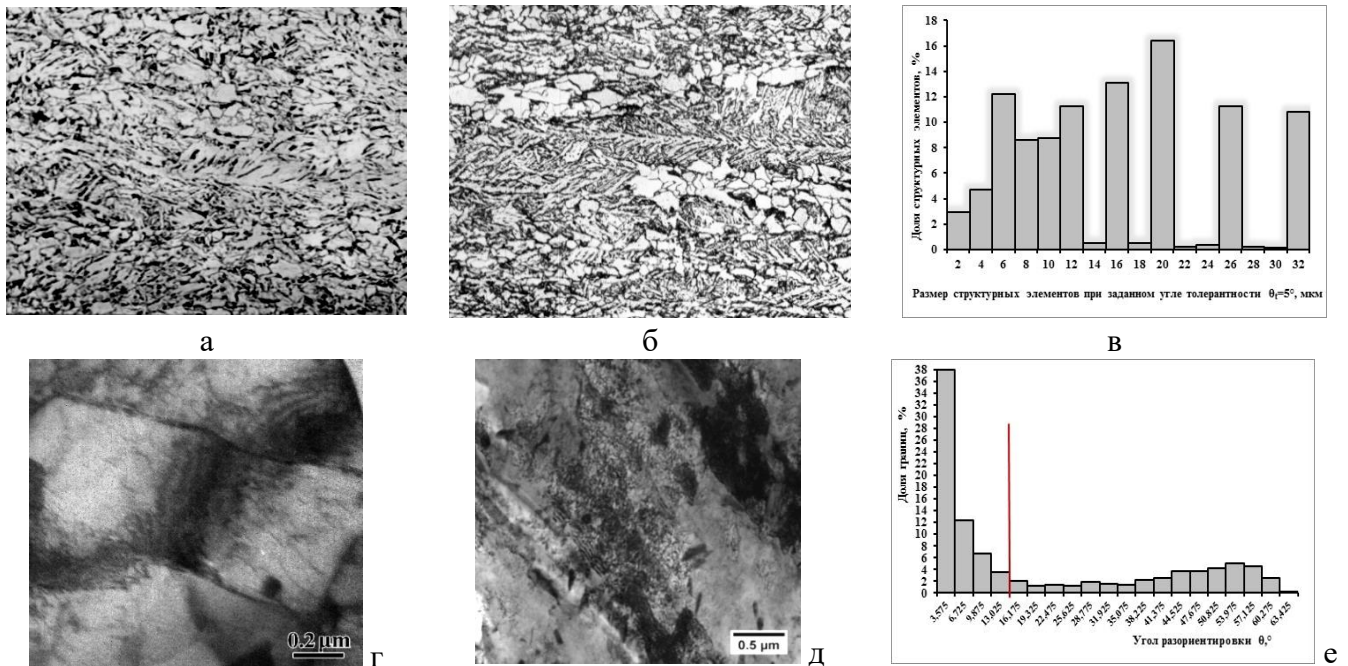 18
16
14
12
10
8
6
4
2
0
Доля структурных элементов, %
2 4 6 8 10 12 14 16 18 20 22 24 26 28 30 32
Размер структурных элементов при заданном угле толерантности θₜ=5°, мкм
а б в
0.2 μm
г
0.5 μm
д
38
36
34
32
30
28
26
24
22
20
18
16
14
12
10
8
6
4
2
0
Доля границ, %
3,575 6,725 9,875 13,025 16,175 19,325 22,475 25,625 28,775 31,925 35,075 38,225 41,375 44,525 47,675 50,825 53,975 57,125 60,275 63,425
Угол разориентировки θ,°
е